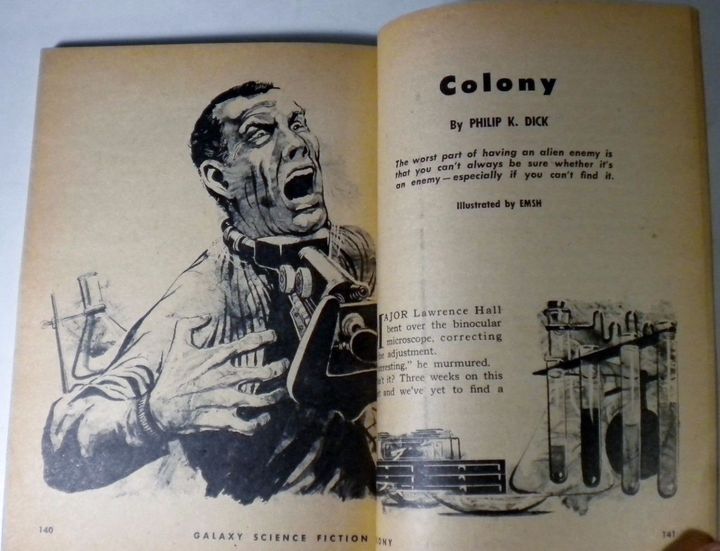 Colony
By PHILIP K. DICK
The worst part of having an alien enemy is
that you can't always be sure whether it's
an enemy — especially if you can't find it.
Illustrated by EMSH
AJOR Lawrence Hall
bent over the binocular
microscope, correcting
adjustment.
eresting," he murmured.
n't it? Three weeks on this
and we've yet to find a
140
GALAXY SCIENCE FICTION
ONY
141